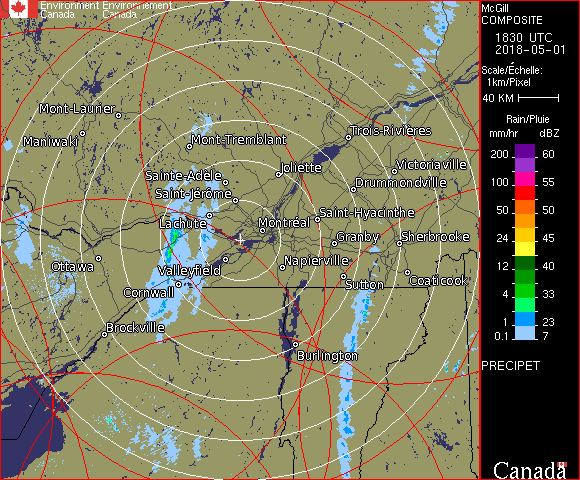 Environment Environnement
Canada Canada
McGill
COMPOSITE
1830 UTC
2018-05-01
Scale/Échelle:
1km/Pixel
40 KM
Rain/Pluie
mm/hr dBZ
200 60
100 55
50 50
24 45
12 40
4 33
2 23
0.1 7
PRECIPET
Canada
Mont-Laurier
Maniwaki
Mont-Tremblant
Trois-Rivières
Joliette
Victoriaville
Sainte-Adèle
Drummondville
Saint-Jérôme
Saint-Hyacinthe
Lachute
Montréal
Granby
Sherbrooke
Ottawa
Valleyfield
Napierville
Cornwall
Sutton
Coaticook
Brockville
Burlington